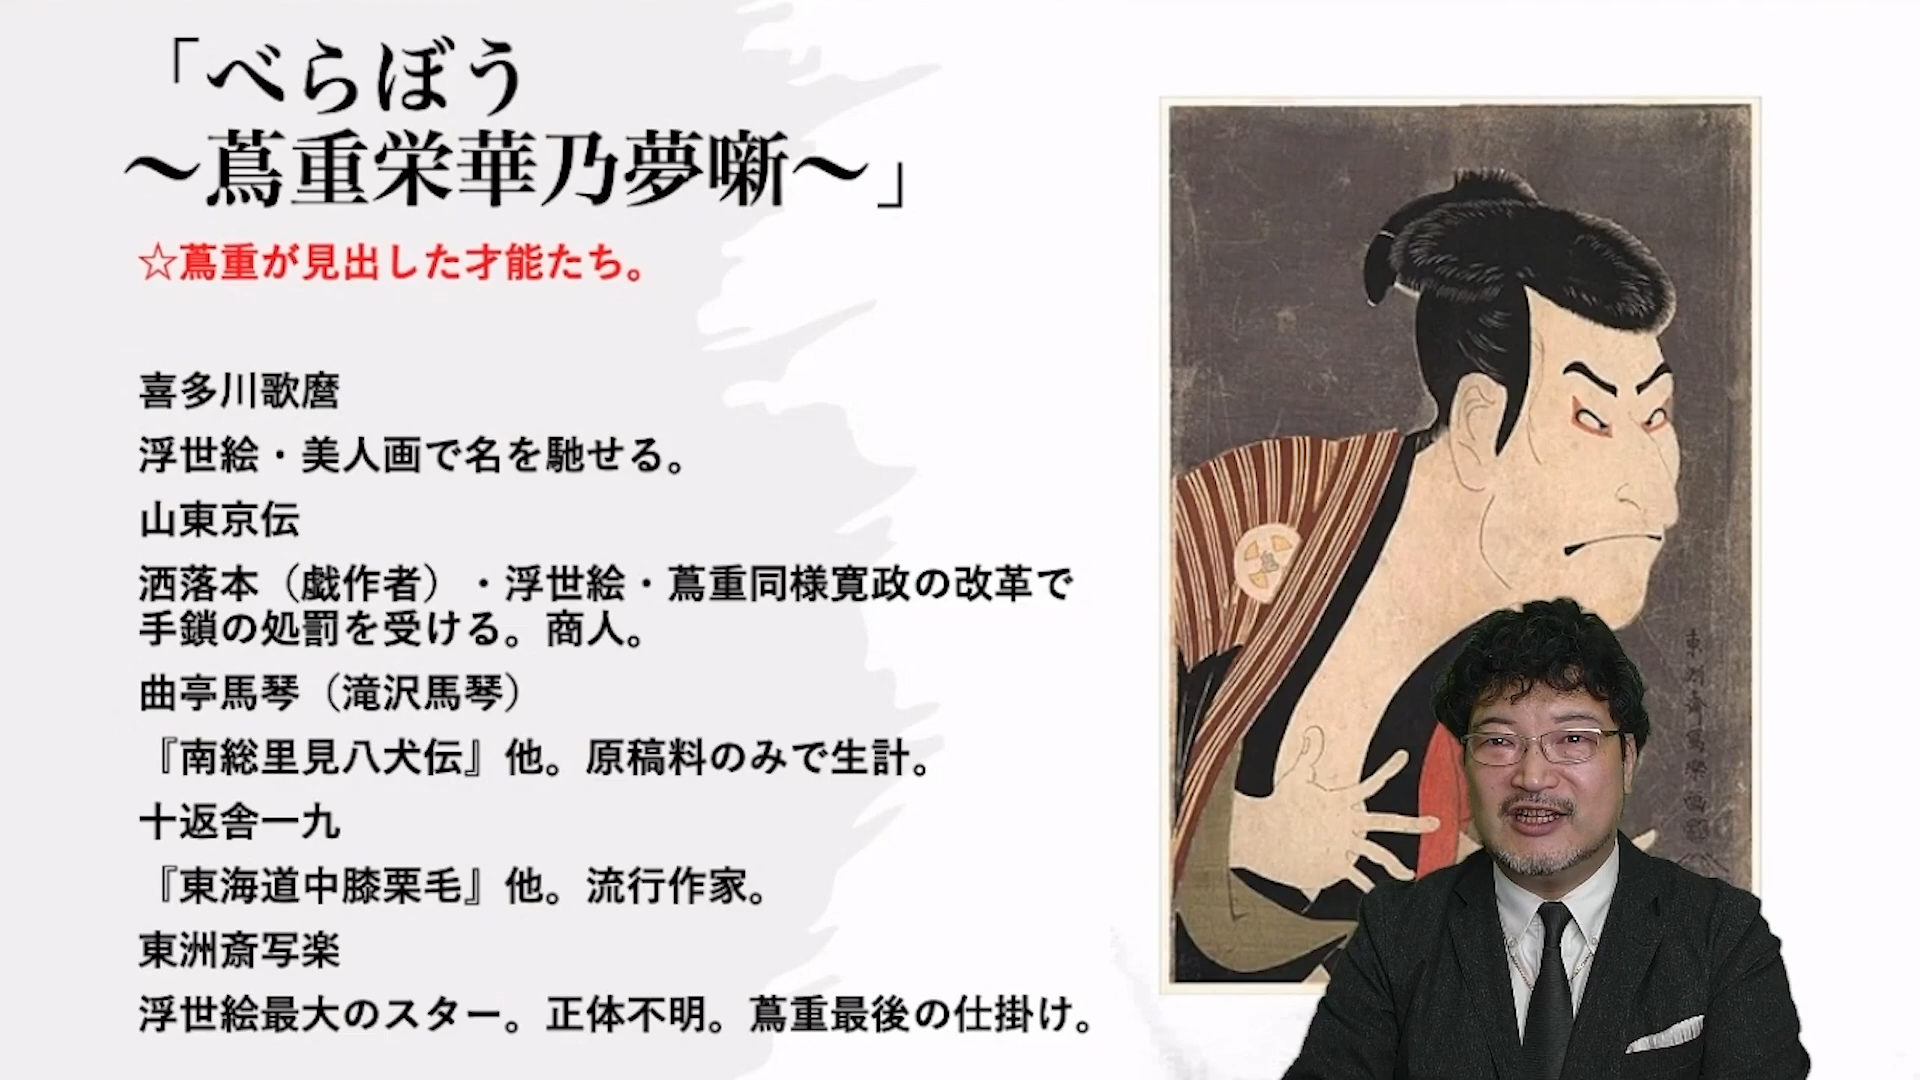 「べらぼう
～蔦重栄華乃夢噺～」
☆蔦重が見出した才能たち。
喜多川歌麿
浮世絵・美人画で名を馳せる。
山東京伝
洒落本（戯作者）・浮世絵・蔦重同様寛政の改革で
手鎖の処罰を受ける。商人。
曲亭馬琴（滝沢馬琴）
『南総里見八犬伝』他。原稿料のみで生計。
十返舎一九
『東海道中膝栗毛』他。流行作家。
東洲斎写楽
浮世絵最大のスター。正体不明。蔦重最後の仕掛け。
東洲斎寫樂画